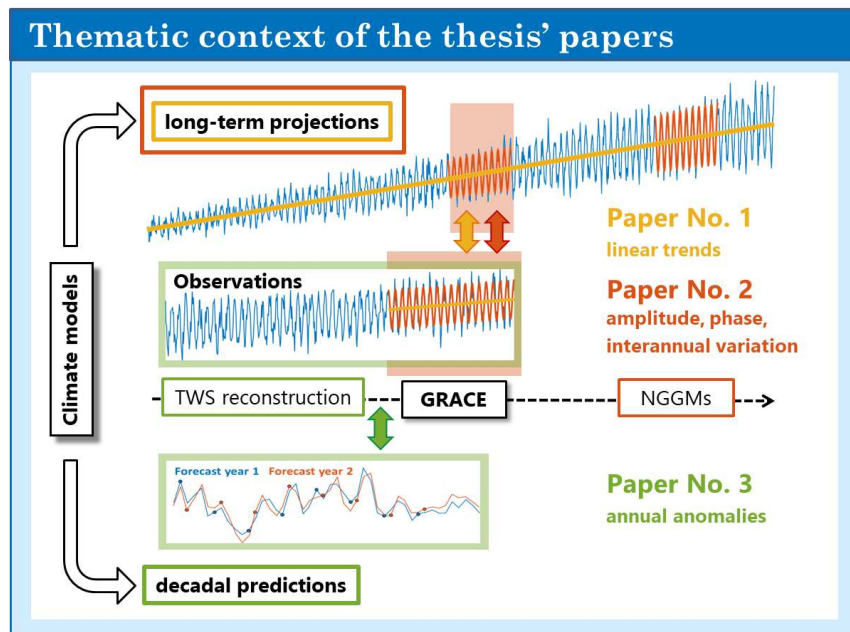 Thematic context of the thesis' papers
long-term projections
Paper No. 1
linear trends
Observations
Paper No. 2
amplitude, phase,
interannual variation
Climate models
TWS reconstruction
GRACE
NGGMs
Forecast year 1 Forecast year 2
Paper No. 3
annual anomalies
decadal predictions